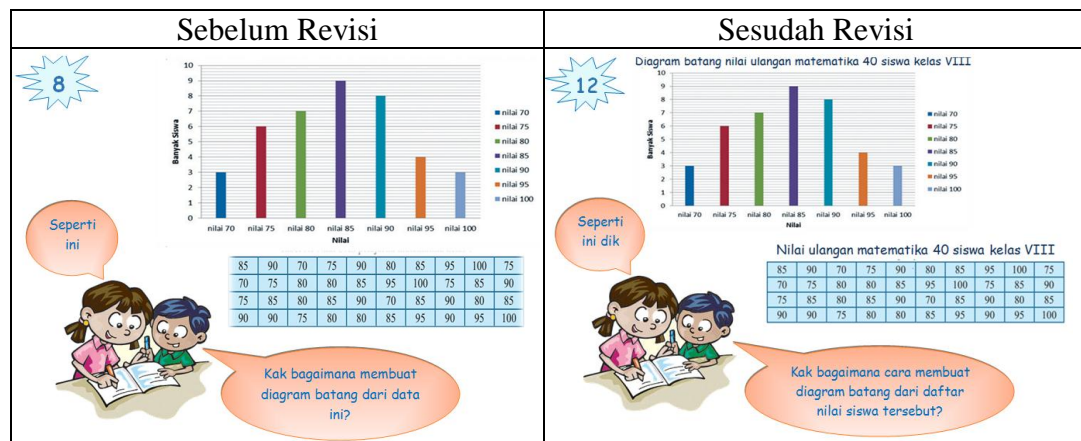 Sebelum Revisi
8
10
9
8
7
6
5
4
3
2
1
0
Banyak Siswa
nilai 70 nilai 75 nilai 80 nilai 85 nilai 90 nilai 95 nilai 100
Nilai
nilai 70
nilai 75
nilai 80
nilai 85
nilai 90
nilai 95
nilai 100
Seperti
ini
85 90 70 75 90 80 85 95 100 75
70 75 80 80 85 95 100 75 85 90
75 85 80 85 90 70 85 90 80 85
90 90 75 80 80 85 95 90 95 100
Kak bagaimana membuat
diagram batang dari data
ini?
Sesudah Revisi
12
Diagram batang nilai ulangan matematika 40 siswa kelas VIII
10
9
8
7
6
5
4
3
2
1
0
Banyak Siswa
nilai 70 nilai 75 nilai 80 nilai 85 nilai 90 nilai 95 nilai 100
Nilai
nilai 70
nilai 75
nilai 80
nilai 85
nilai 90
nilai 95
nilai 100
Seperti
ini dik
Nilai ulangan matematika 40 siswa kelas VIII
85 90 70 75 90 80 85 95 100 75
70 75 80 80 85 95 100 75 85 90
75 85 80 85 90 70 85 90 80 85
90 90 75 80 80 85 95 90 95 100
Kak bagaimana cara membuat
diagram batang dari daftar
nilai siswa tersebut?